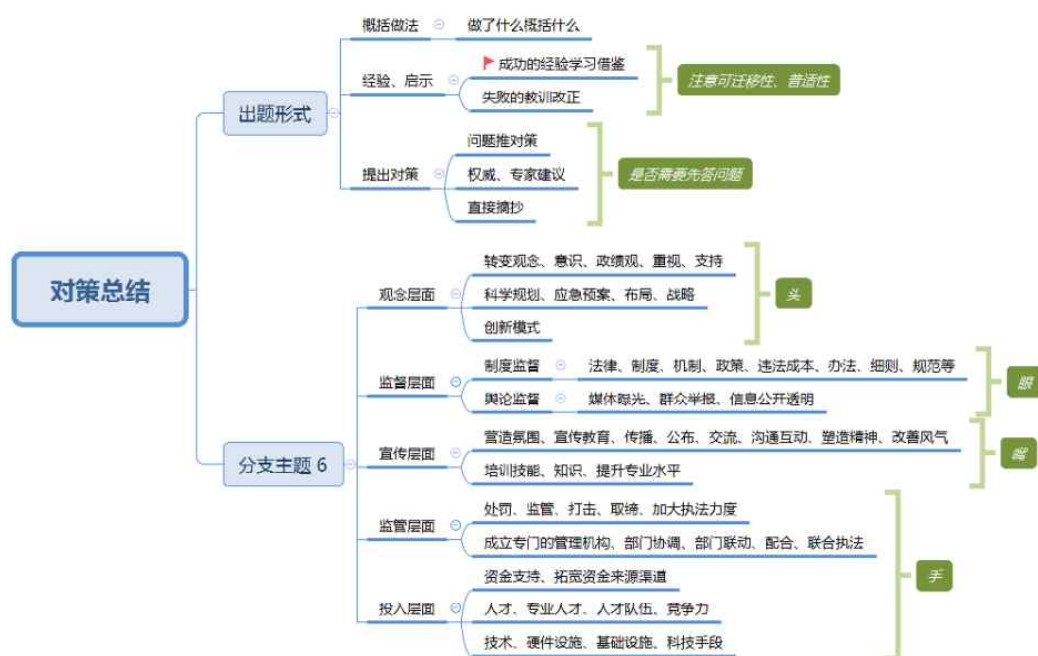 对策总结
出题形式
概括做法
做了什么概括什么
经验、启示
成功的经验学习借鉴
失败的教训改正
注意可迁移性、普适性
提出对策
问题推对策
权威、专家建议
直接摘抄
是否需要先答问题
分支主题 6
观念层面
转变观念、意识、政绩观、重视、支持
科学规划、应急预案、布局、战略
创新模式
头
监督层面
制度监督
法律、制度、机制、政策、违法成本、办法、细则、规范等
舆论监督
媒体曝光、群众举报、信息公开透明
眼
宣传层面
营造氛围、宣传教育、传播、公布、交流、沟通互动、塑造精神、改善风气
培训技能、知识、提升专业水平
嘴
监管层面
处罚、监管、打击、取缔、加大执法力度
成立专门的管理机构、部门协调、部门联动、配合、联合执法
投入层面
资金支持、拓宽资金来源渠道
人才、专业人才、人才队伍、竞争力
技术、硬件设施、基础设施、科技手段
手